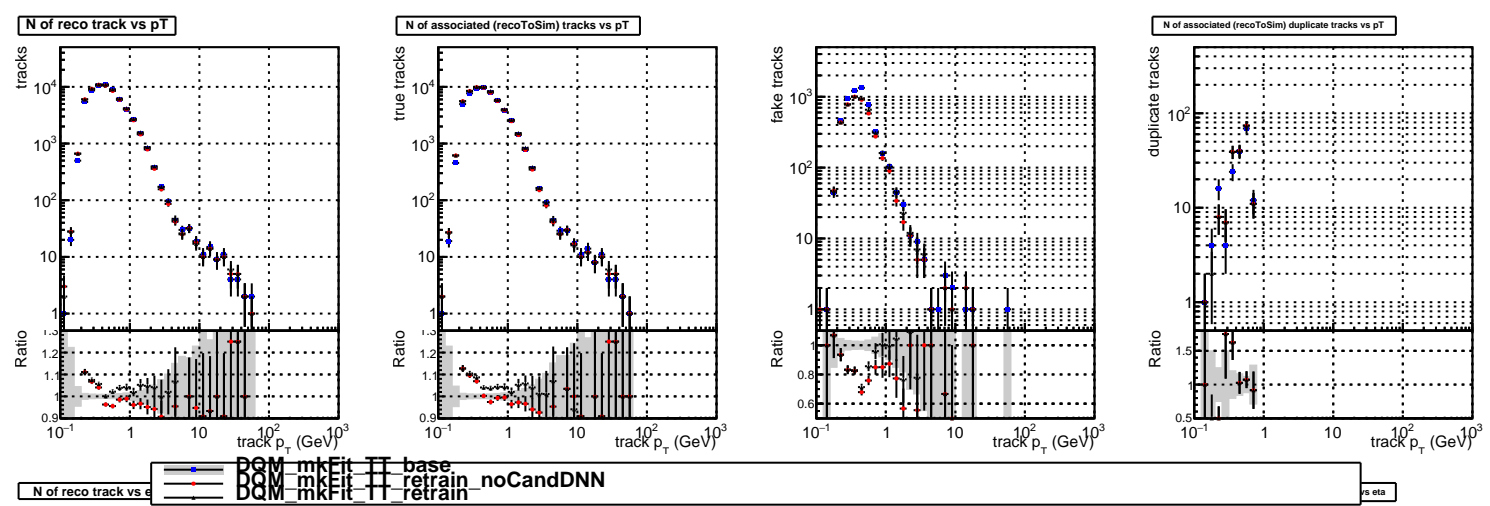 N of reco track vs pT
N of associated (recoToSim) tracks vs pT
N of associated (recoToSim) duplicate tracks vs pT
tracks
10⁴
10³
10²
10
1
Ratio
1.3
1.2
1.1
1
0.9
10⁻¹ 1 10 10² 10³
track p_T (GeV)
true tracks
10⁴
10³
10²
10
1
Ratio
1.3
1.2
1.1
1
0.9
10⁻¹ 1 10 10² 10³
track p_T (GeV)
fake tracks
10³
10²
10
1
Ratio
1
0.8
0.6
10⁻¹ 1 10 10² 10³
track p_T (GeV)
duplicate tracks
10²
10
1
Ratio
1.5
1
0.5
10⁻¹ 1 10 10² 10³
track p_T (GeV)
DQM_mkFit_TT_base
DQM_mkFit_TT_retrain_noCandDNN
DQM_mkFit_TT_retrain
N of reco track vs e
vs eta